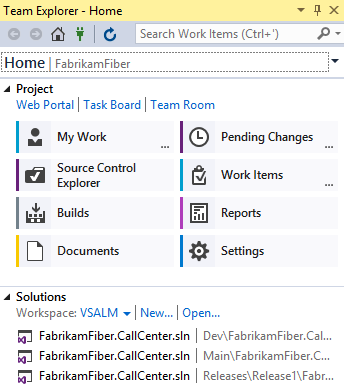 Team Explorer - Home
Search Work Items (Ctrl+')
Home | FabrikamFiber
Project
Web Portal | Task Board | Team Room
My Work ... Pending Changes ...
Source Control Explorer Work Items ...
Builds Reports
Documents Settings
Solutions
Workspace: VSALM | New... | Open...
FabrikamFiber.CallCenter.sln | Dev\FabrikamFiber.Cal...
FabrikamFiber.CallCenter.sln | Main\FabrikamFiber.Ca...
FabrikamFiber.CallCenter.sln | Releases\Release1\Fabr...